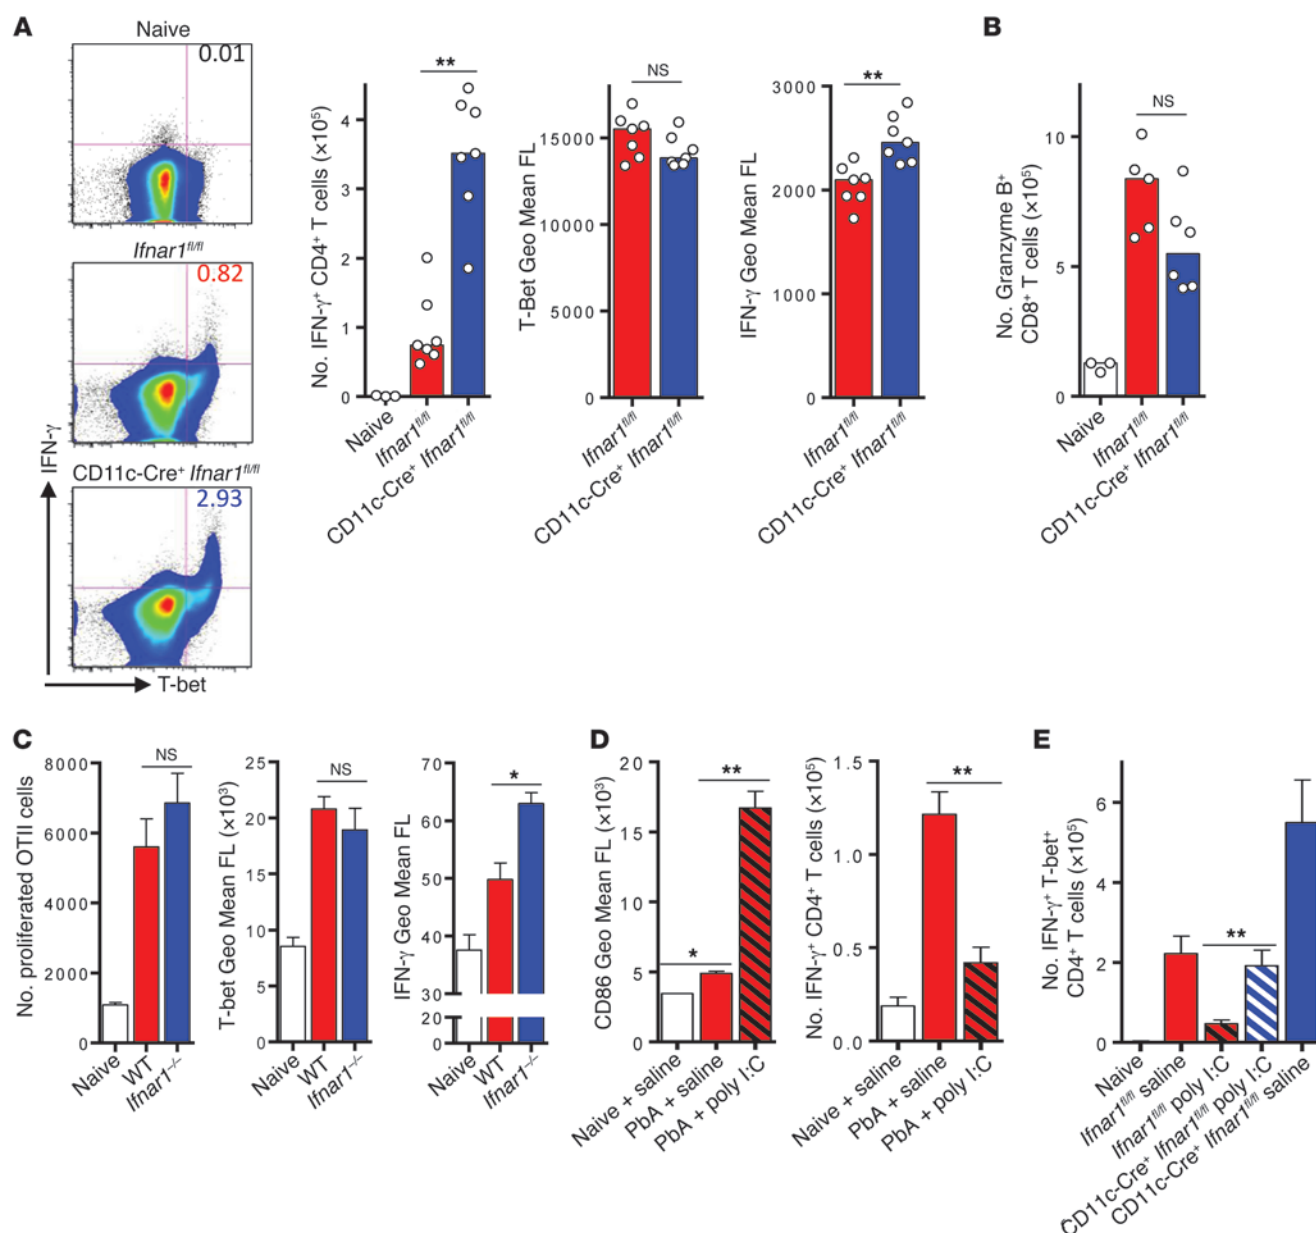 A
Naive
0.01
Ifnar1fl/fl
0.82
CD11c-Cre+ Ifnar1fl/fl
2.93
IFN-γ
T-bet
No. IFN-γ+ CD4+ T cells (×10⁵)
4
3
2
1
0
**
Naive
Ifnar1fl/fl
CD11c-Cre+ Ifnar1fl/fl
T-Bet Geo Mean FL
15000
10000
5000
0
NS
Ifnar1fl/fl
CD11c-Cre+ Ifnar1fl/fl
IFN-γ Geo Mean FL
3000
2000
1000
0
**
Ifnar1fl/fl
CD11c-Cre+ Ifnar1fl/fl
B
No. Granzyme B+
CD8+ T cells (×10⁵)
10
5
0
NS
Naive
Ifnar1fl/fl
CD11c-Cre+ Ifnar1fl/fl
C
No. proliferated OTII cells
8000
6000
4000
2000
0
NS
Naive
WT
Ifnar1–/–
T-bet Geo Mean FL (×10³)
25
20
15
10
5
0
NS
Naive
WT
Ifnar1–/–
IFN-γ Geo Mean FL
70
60
50
40
30
20
0
*
Naive
WT
Ifnar1–/–
D
CD86 Geo Mean FL (×10³)
20
15
10
5
0
*
**
Naive + saline
PbA + saline
PbA + poly I:C
No. IFN-γ+ CD4+ T cells (×10⁵)
1.5
1.0
0.5
0.0
**
Naive + saline
PbA + saline
PbA + poly I:C
E
No. IFN-γ+ T-bet+
CD4+ T cells (×10⁵)
6
4
2
0
**
Naive
Ifnar1fl/fl saline
Ifnar1fl/fl poly I:C
CD11c-Cre+ Ifnar1fl/fl poly I:C
CD11c-Cre+ Ifnar1fl/fl saline